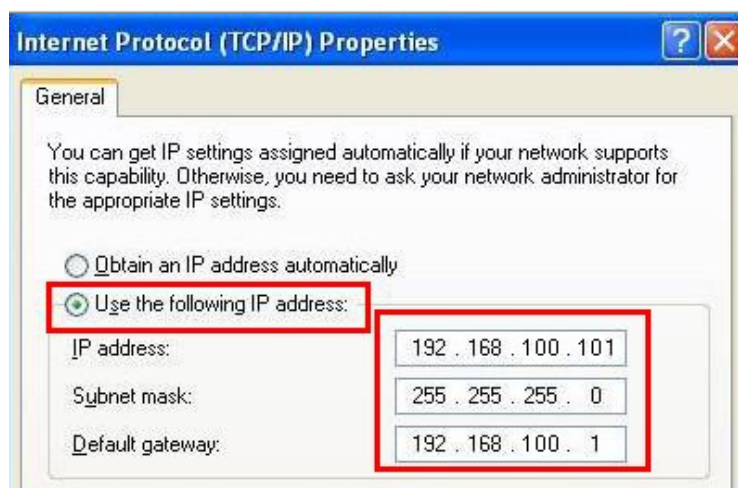 Internet Protocol (TCP/IP) Properties
General
You can get IP settings assigned automatically if your network supports
this capability. Otherwise, you need to ask your network administrator for
the appropriate IP settings.
Obtain an IP address automatically
Use the following IP address:
IP address: 192 . 168 . 100 . 101
Subnet mask: 255 . 255 . 255 . 0
Default gateway: 192 . 168 . 100 . 1